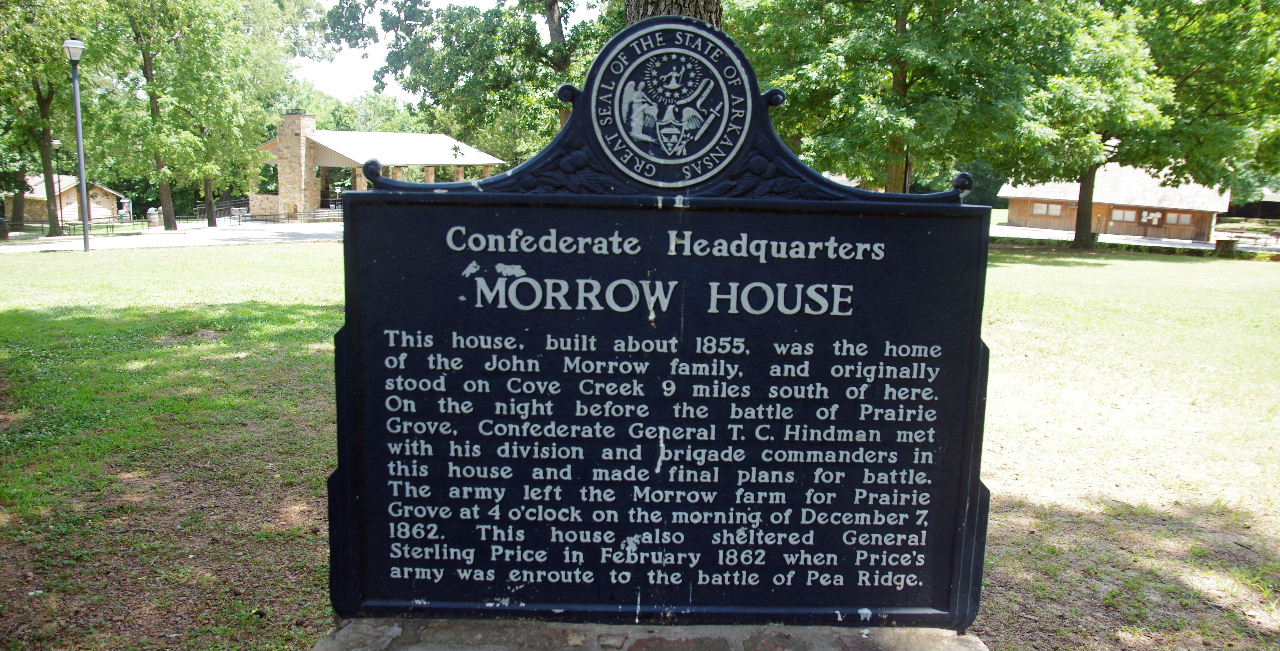 GREAT SEAL OF THE STATE OF ARKANSAS
Confederate Headquarters
MORROW HOUSE
This house, built about 1855, was the home
of the John Morrow family, and originally
stood on Cove Creek 9 miles south of here.
On the night before the battle of Prairie
Grove, Confederate General T. C. Hindman met
with his division and brigade commanders in
this house and made final plans for battle.
The army left the Morrow farm for Prairie
Grove at 4 o'clock on the morning of December 7,
1862. This house also sheltered General
Sterling Price in February 1862 when Price's
army was enroute to the battle of Pea Ridge.